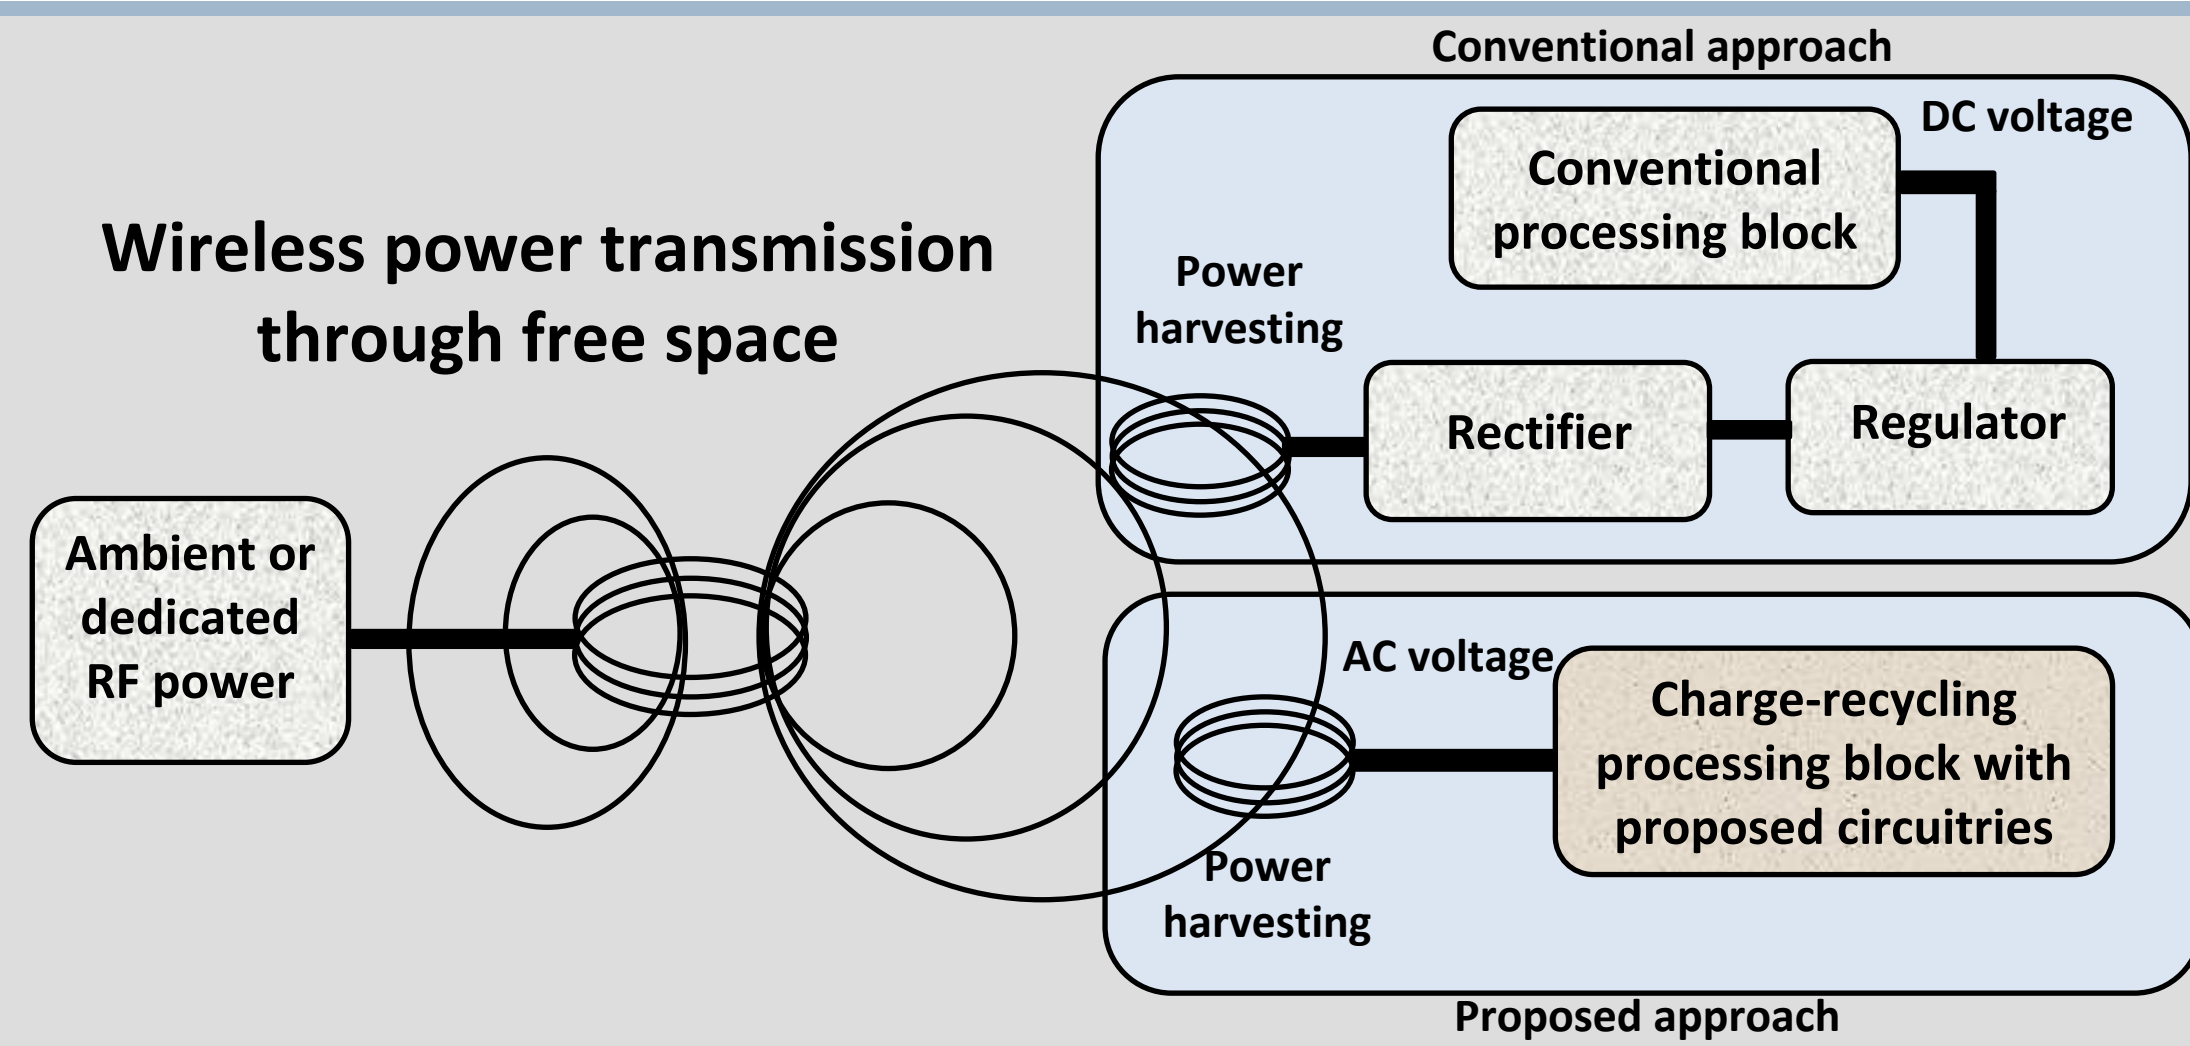 Conventional approach
DC voltage
Conventional
processing block
Wireless power transmission
through free space
Power
harvesting
Rectifier
Regulator
Ambient or
dedicated
RF power
AC voltage
Charge-recycling
processing block with
proposed circuitries
Power
harvesting
Proposed approach